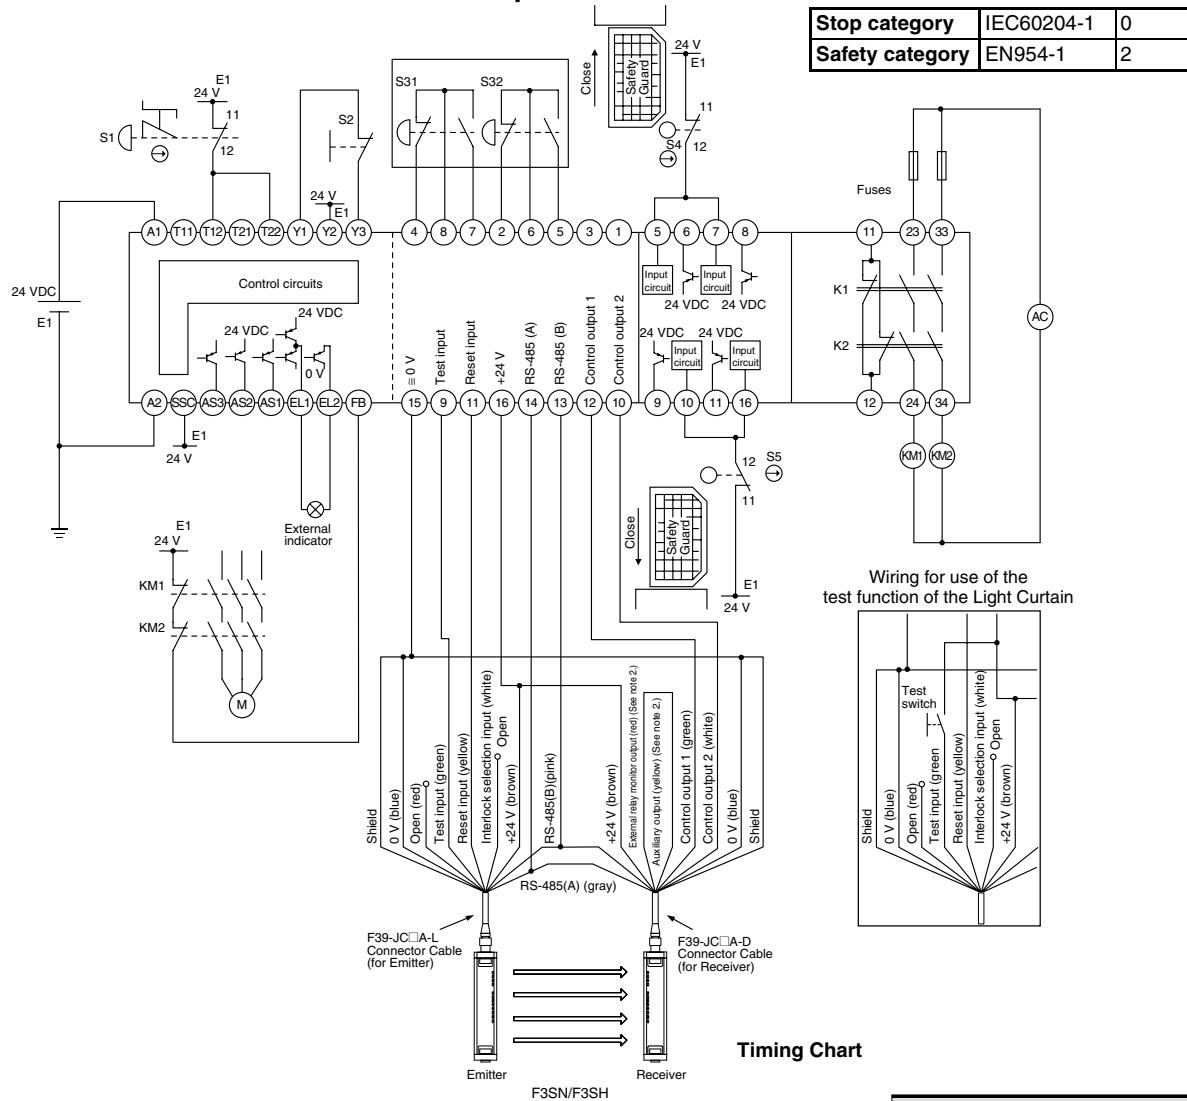 Stop category IEC60204-1 0
Safety category EN954-1 2
24 V
E1
Close
Safety
Guard
11
S4
12
E1
24 V
S1
11
12
S2
24 V
E1
S31
S32
Fuses
A1 T11 T12 T21 T22 Y1 Y2 Y3 4 8 7 2 6 5 3 1 5 6 7 8 11 23 33
Control circuits
Input
circuit
Input
circuit
24 VDC
24 VDC
K1
K2
AC
24 VDC
E1
24 VDC
24 VDC
0 V
≅ 0 V
Test input
Reset input
+24 V
RS-485 (A)
RS-485 (B)
Control output 1
Control output 2
24 VDC
24 VDC
Input
circuit
Input
circuit
A2 SSC AS3 AS2 AS1 EL1 EL2 FB 15 9 11 16 14 13 12 10 9 10 11 16 12 24 34
E1
24 V
KM1 KM2
12
S5
11
Close
Safety
Guard
E1
24 V
External
indicator
E1
24 V
KM1
KM2
M
Shield
0 V (blue)
Open (red)
Test input (green)
Reset input (yellow)
Interlock selection input (white)
Open
+24 V (brown)
RS-485(B)(pink)
RS-485(A) (gray)
+24 V (brown)
External relay monitor output (red) (See note 2.)
Auxiliary output (yellow) (See note 2.)
Control output 1 (green)
Control output 2 (white)
0 V (blue)
Shield
Wiring for use of the
test function of the Light Curtain
Test
switch
Shield
0 V (blue)
Open (red)
Test input (green
Reset input (yellow)
Interlock selection input (white)
Open
+24 V (brown)
F39-JC□A-L
Connector Cable
(for Emitter)
F39-JC□A-D
Connector Cable
(for Receiver)
Emitter
Receiver
F3SN/F3SH
Timing Chart